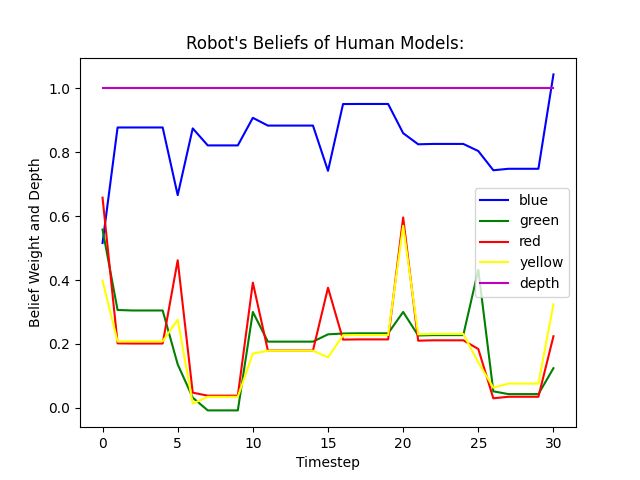 Robot's Beliefs of Human Models:
Belief Weight and Depth
1.0
0.8
0.6
0.4
0.2
0.0
blue
green
red
yellow
depth
0 5 10 15 20 25 30
Timestep